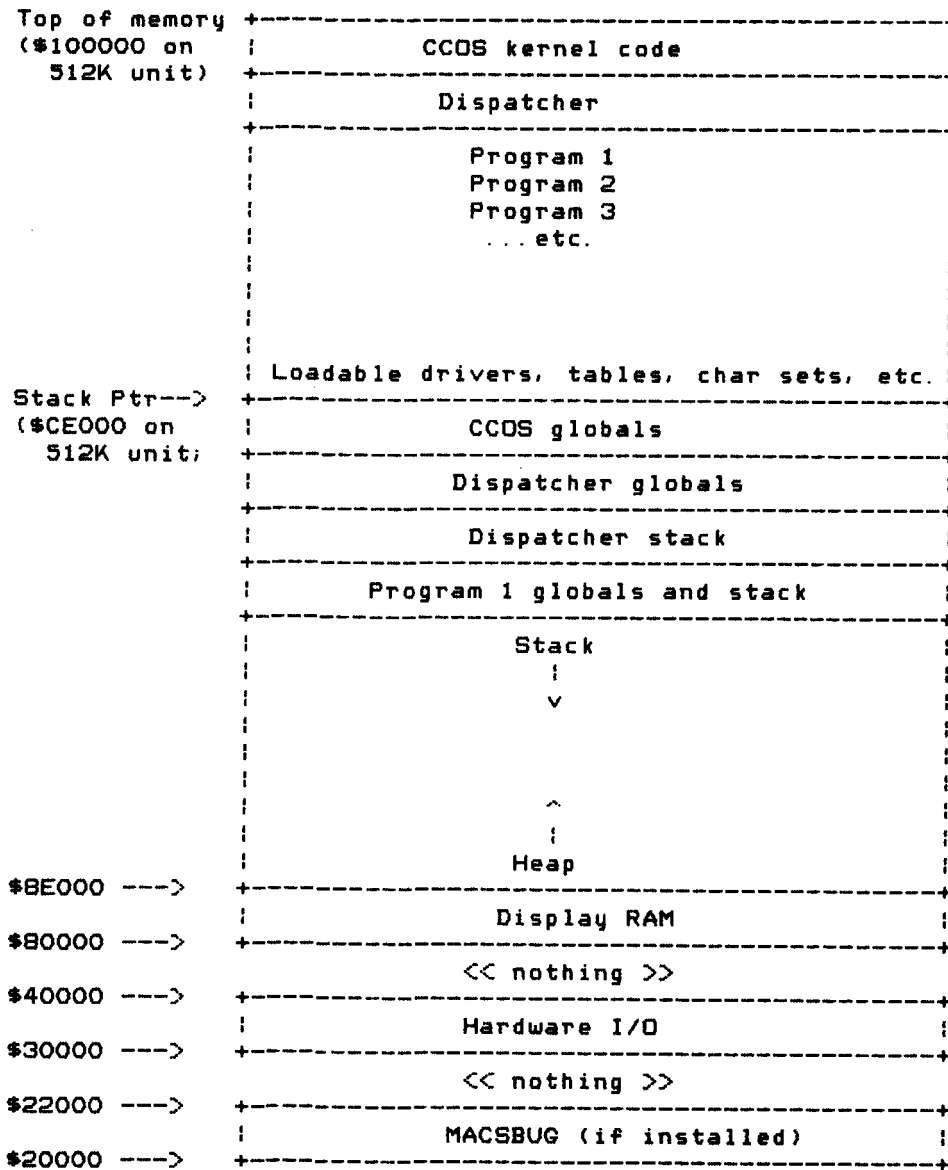 Top of memory +-----------------------------------------------
($100000 on   ¦            CCOS kernel code
512K unit)  +-----------------------------------------------
¦             Dispatcher
+-----------------------------------------------
¦               Program 1
¦               Program 2
¦               Program 3
¦               ...etc.
¦
¦ Loadable drivers, tables, char sets, etc.
Stack Ptr-->  +-----------------------------------------------+
($CE000 on    ¦               CCOS globals                    ¦
512K unit;  +-----------------------------------------------+
¦              Dispatcher globals               ¦
+-----------------------------------------------+
¦               Dispatcher stack                ¦
+-----------------------------------------------+
¦        Program 1 globals and stack            ¦
+-----------------------------------------------+
¦                  Stack                        ¦
¦                    ¦                          ¦
¦                    v                          ¦
¦                    ^                          ¦
¦                    ¦                          ¦
¦                  Heap                         ¦
$8E000 --->   +-----------------------------------------------+
¦                 Display RAM                   ¦
$80000 --->   +-----------------------------------------------+
<< nothing >>
$40000 --->   +-----------------------------------------------+
¦               Hardware I/O                    ¦
$30000 --->   +-----------------------------------------------+
<< nothing >>
$22000 --->   +-----------------------------------------------+
¦              MACSBUG (if installed)           ¦
$20000 --->   +-----------------------------------------------+